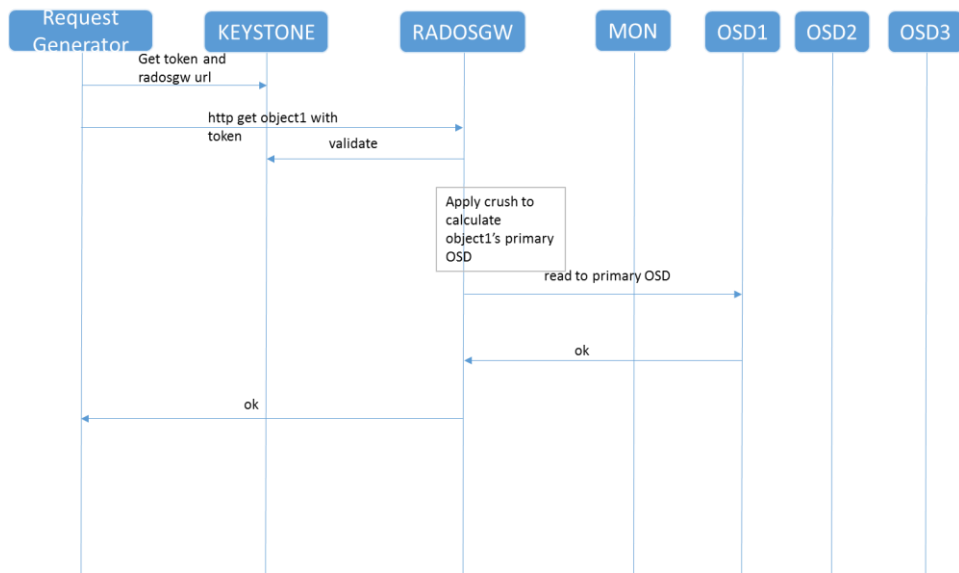 Request
Generator
KEYSTONE
RADOSGW
MON
OSD1
OSD2
OSD3
Get token and
radosgw url
http get object1 with
token
validate
Apply crush to
calculate
object1's primary
OSD
read to primary OSD
ok
ok